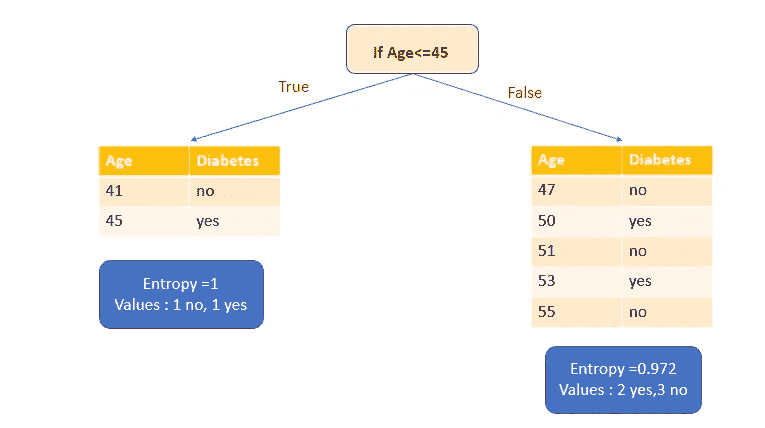 If Age<=45
True
False
Age Diabetes
41 no
45 yes
Entropy =1
Values : 1 no, 1 yes
Age Diabetes
47 no
50 yes
51 no
53 yes
55 no
Entropy =0.972
Values : 2 yes,3 no